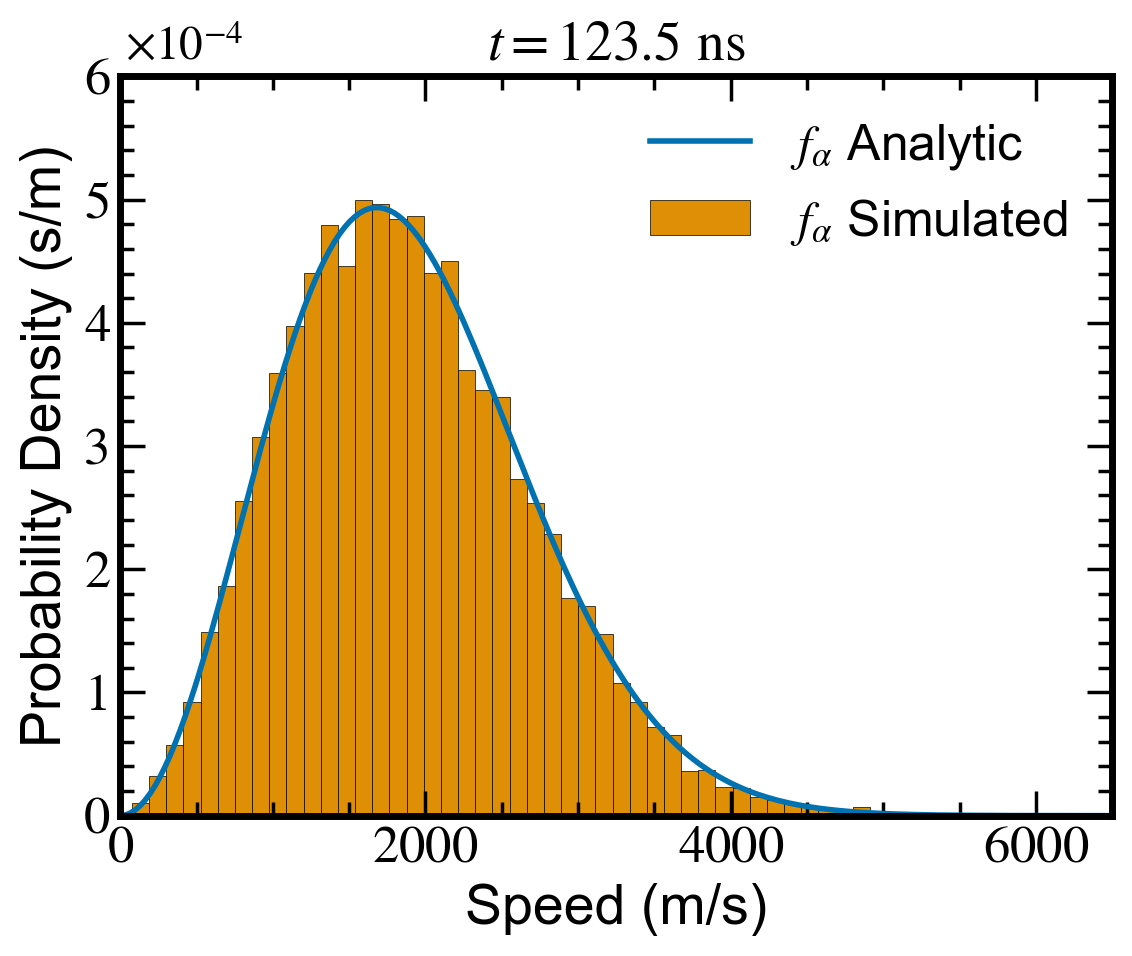 ×10⁻⁴
t = 123.5 ns
6
5
4
3
2
1
0
Probability Density (s/m)
f_α Analytic
f_α Simulated
0 2000 4000 6000
Speed (m/s)